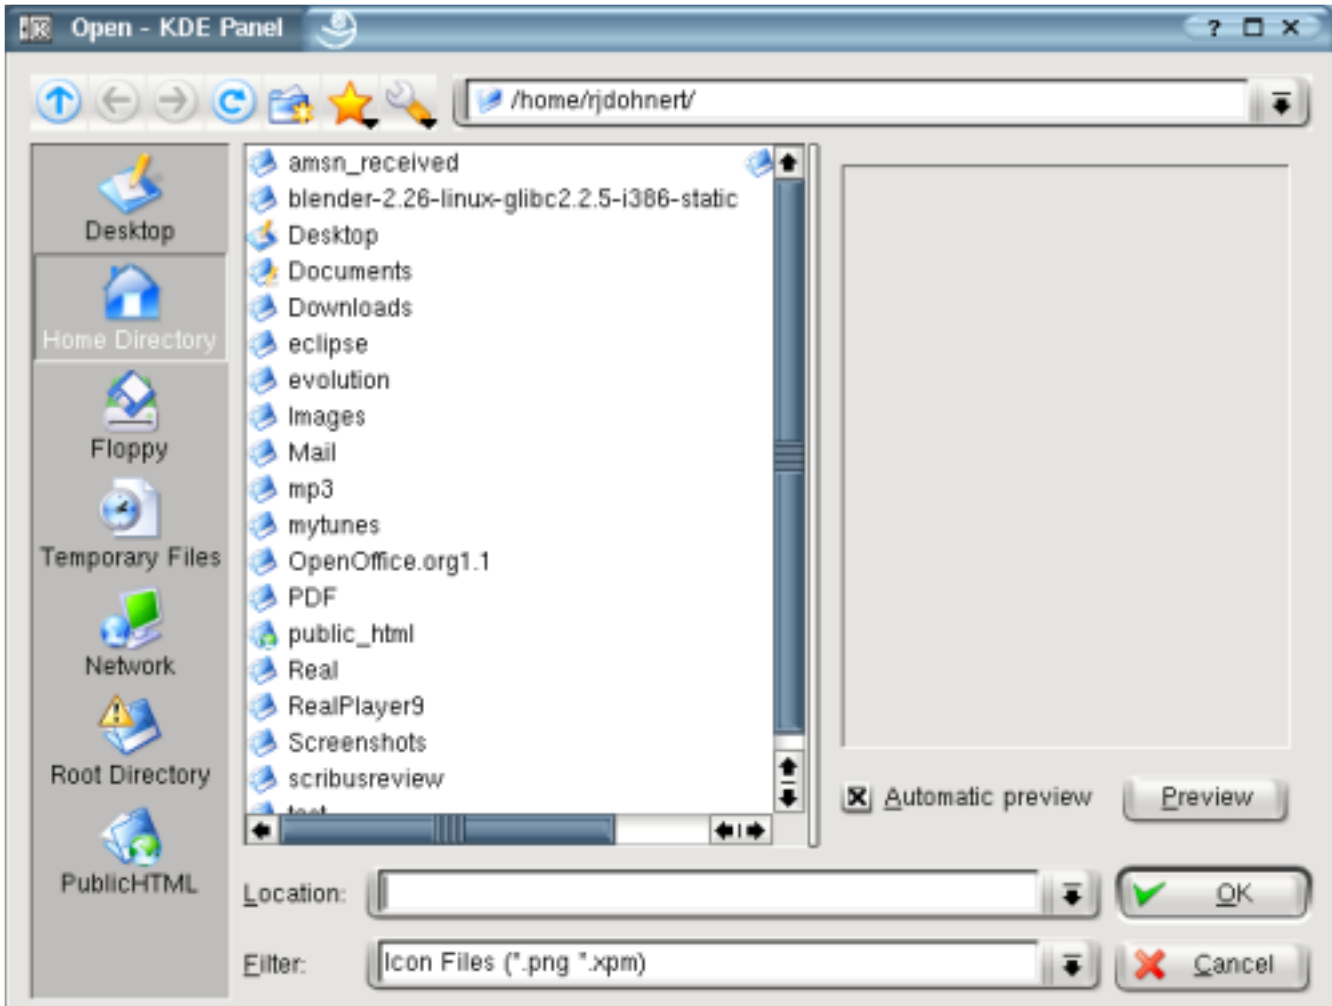 Open - KDE Panel
/home/rjdohnert/
Desktop
Home Directory
Floppy
Temporary Files
Network
Root Directory
PublicHTML
amsn_received
blender-2.26-linux-glibc2.2.5-i386-static
Desktop
Documents
Downloads
eclipse
evolution
Images
Mail
mp3
mytunes
OpenOffice.org1.1
PDF
public_html
Real
RealPlayer9
Screenshots
scribusreview
Automatic preview
Preview
Location:
OK
Filter:
Icon Files (*.png *.xpm)
Cancel